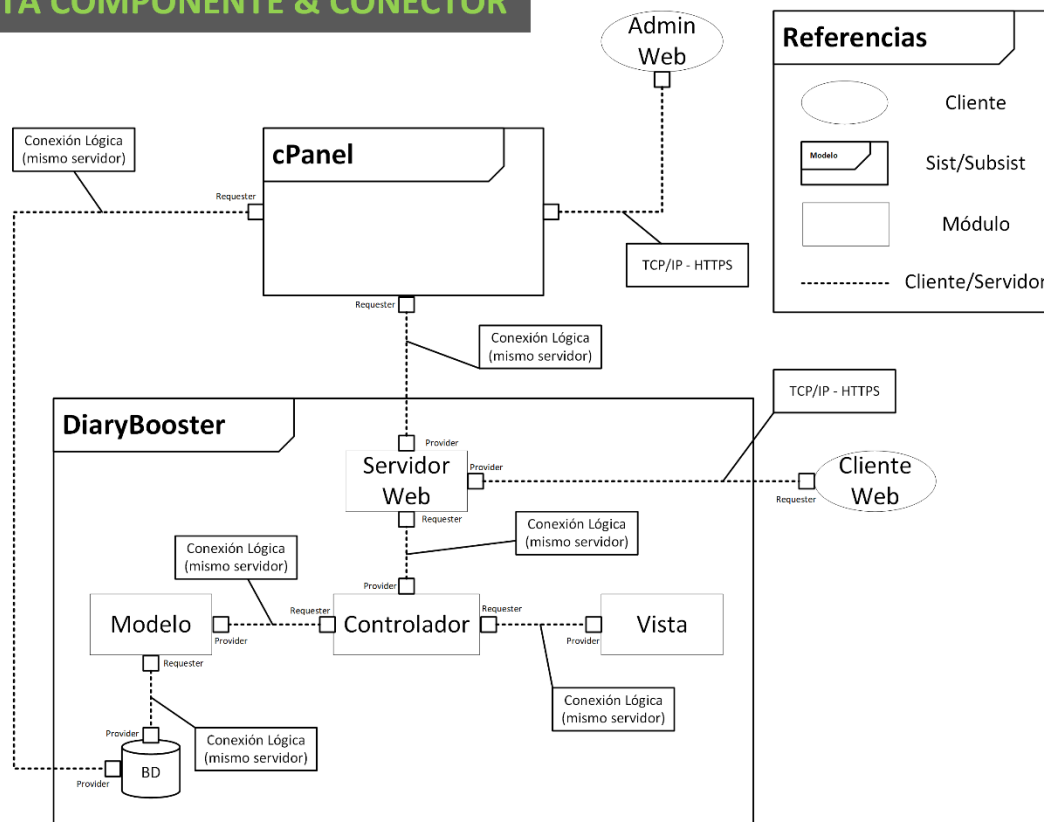 TA COMPONENTE & CONECTOR
Admin
Web
Referencias
Cliente
Modelo
Sist/Subsist
Módulo
Cliente/Servidor
Conexión Lógica
(mismo servidor)
cPanel
Requester
TCP/IP - HTTPS
Requester
Conexión Lógica
(mismo servidor)
TCP/IP - HTTPS
DiaryBooster
Provider
Servidor
Web
Provider
Cliente
Web
Requester
Requester
Conexión Lógica
(mismo servidor)
Conexión Lógica
(mismo servidor)
Provider
Requester
Requester
Modelo
Controlador
Vista
Provider
Provider
Requester
Conexión Lógica
(mismo servidor)
Provider
Conexión Lógica
(mismo servidor)
BD
Provider